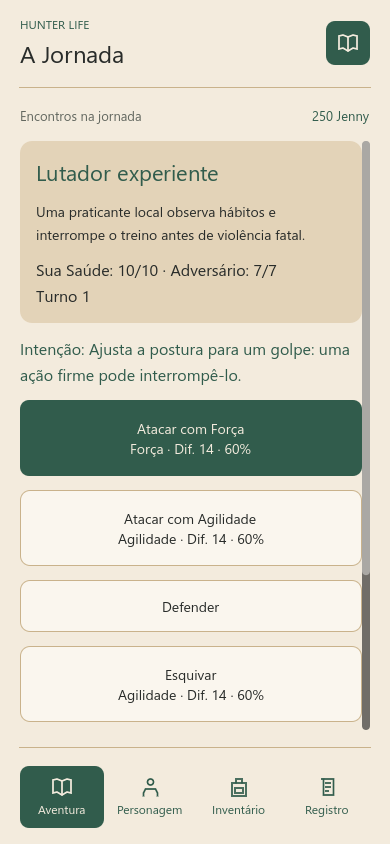 HUNTER LIFE
A Jornada
Encontros na jornada
250 Jenny
Lutador experiente
Uma praticante local observa hábitos e
interrompe o treino antes de violência fatal.
Sua Saúde: 10/10 · Adversário: 7/7
Turno 1
Intenção: Ajusta a postura para um golpe: uma
ação firme pode interrompê-lo.
Atacar com Força
Força · Dif. 14 · 60%
Atacar com Agilidade
Agilidade · Dif. 14 · 60%
Defender
Esquivar
Agilidade · Dif. 14 · 60%
Aventura
Personagem
Inventário
Registro